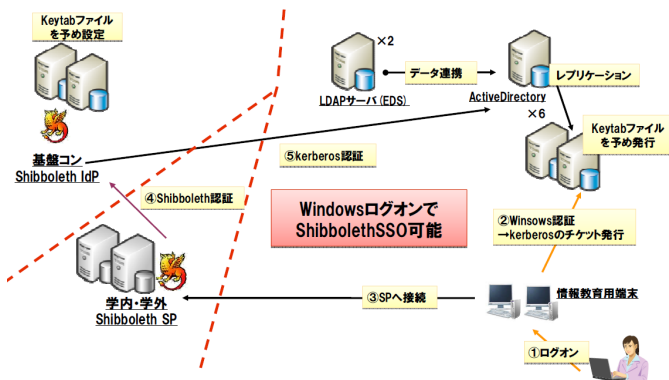 Keytabファイル
を予め設定
×2
データ連携
レプリケーション
LDAPサーバ(EDS)
ActiveDirectory
×6
Keytabファイル
を予め発行
基盤コン
Shibboleth IdP
⑤kerberos認証
④Shibboleth認証
Windowsログオンで
ShibbolethSSO可能
②Winsows認証
→kerberosのチケット発行
学内・学外
Shibboleth SP
③SPへ接続
情報教育用端末
①ログオン